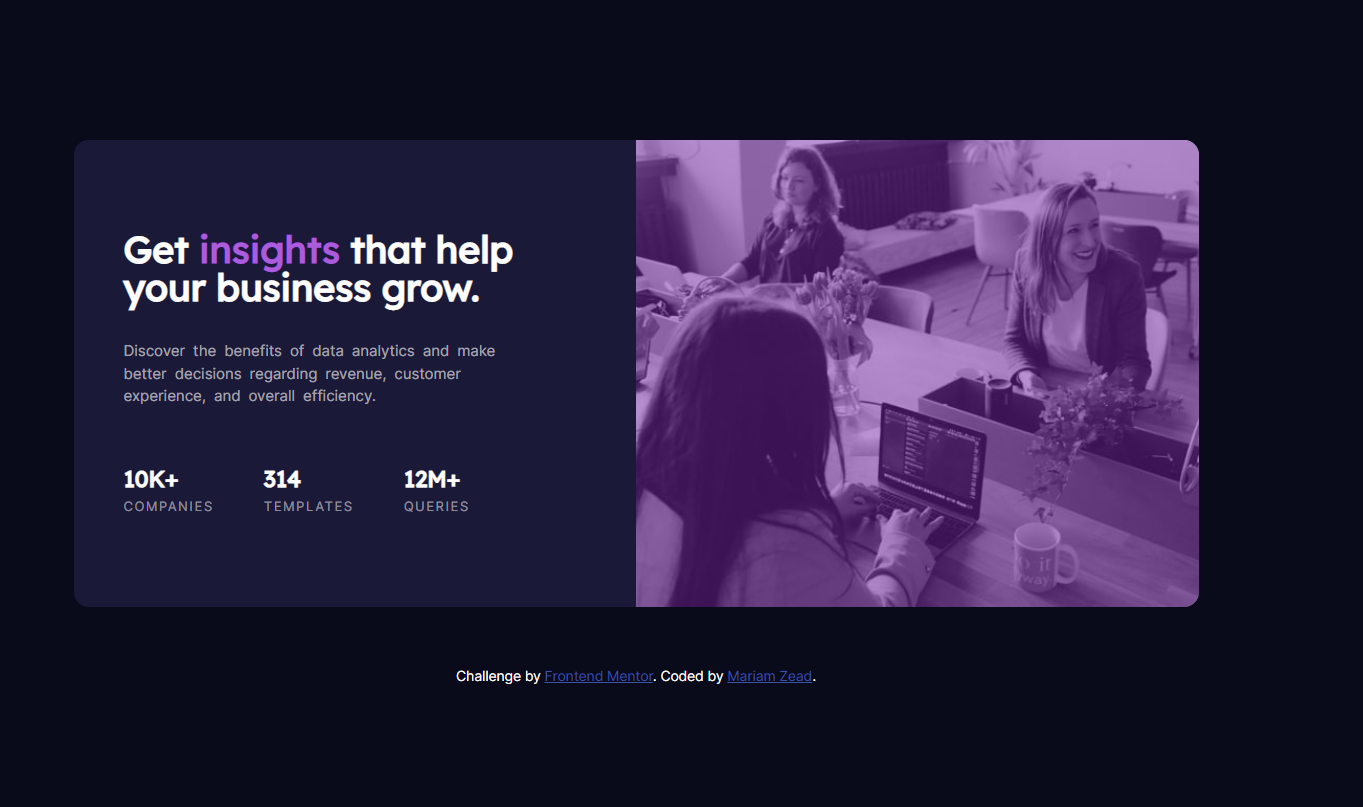 Get insights that help
your business grow.
Discover the benefits of data analytics and make
better decisions regarding revenue, customer
experience, and overall efficiency.
10K+ 314 12M+
COMPANIES TEMPLATES QUERIES
Challenge by Frontend Mentor. Coded by Mariam Zead.